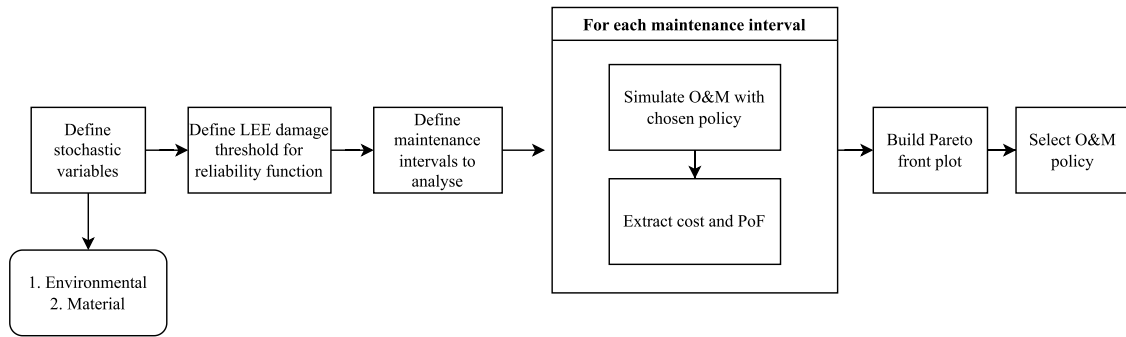 For each maintenance interval
Define
stochastic
variables
1. Environmental
2. Material
Define LEE damage
threshold for
reliability function
Define
maintenance
intervals to
analyse
Simulate O&M with
chosen policy
Extract cost and PoF
Build Pareto
front plot
Select O&M
policy